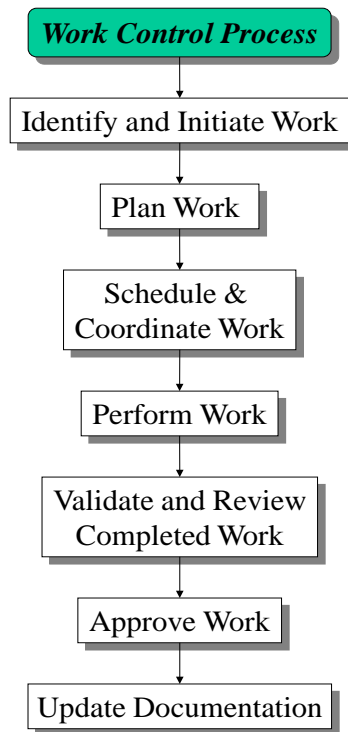 Work Control Process
Identify and Initiate Work
Plan Work
Schedule &
Coordinate Work
Perform Work
Validate and Review
Completed Work
Approve Work
Update Documentation